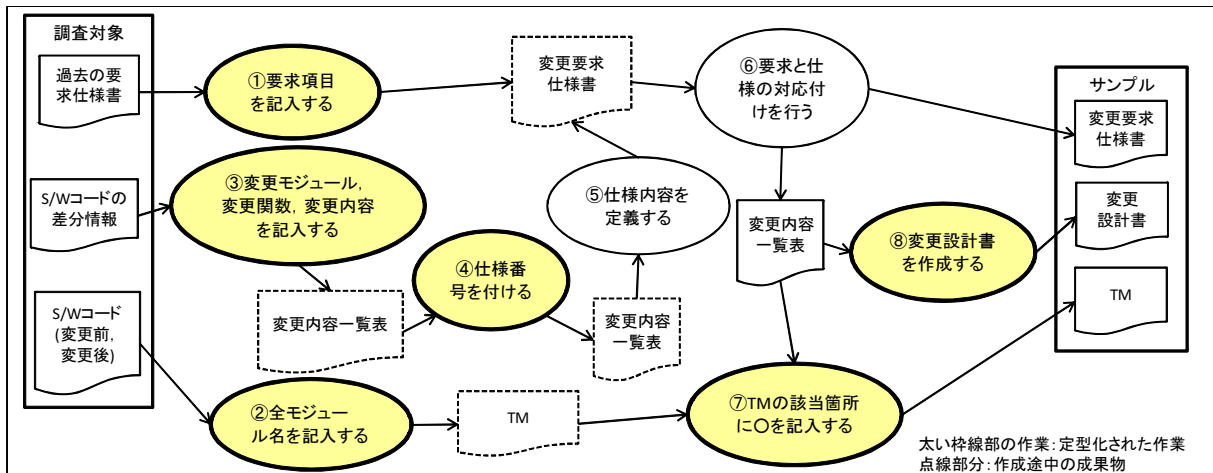 調査対象
過去の要
求仕様書
①要求項目
を記入する
変更要求
仕様書
⑥要求と仕
様の対応付
けを行う
サンプル
変更要求
仕様書
S/Wコードの
差分情報
③変更モジュール,
変更関数, 変更内容
を記入する
⑤仕様内容を
定義する
変更内容
一覧表
⑧変更設計書
を作成する
変更
設計書
④仕様番
号を付ける
変更内容一覧表
変更内容
一覧表
S/Wコード
(変更前,
変更後)
TM
②全モジュー
ル名を記入する
TM
⑦TMの該当箇所
に〇を記入する
太い枠線部の作業：定型化された作業
点線部分：作成途中の成果物